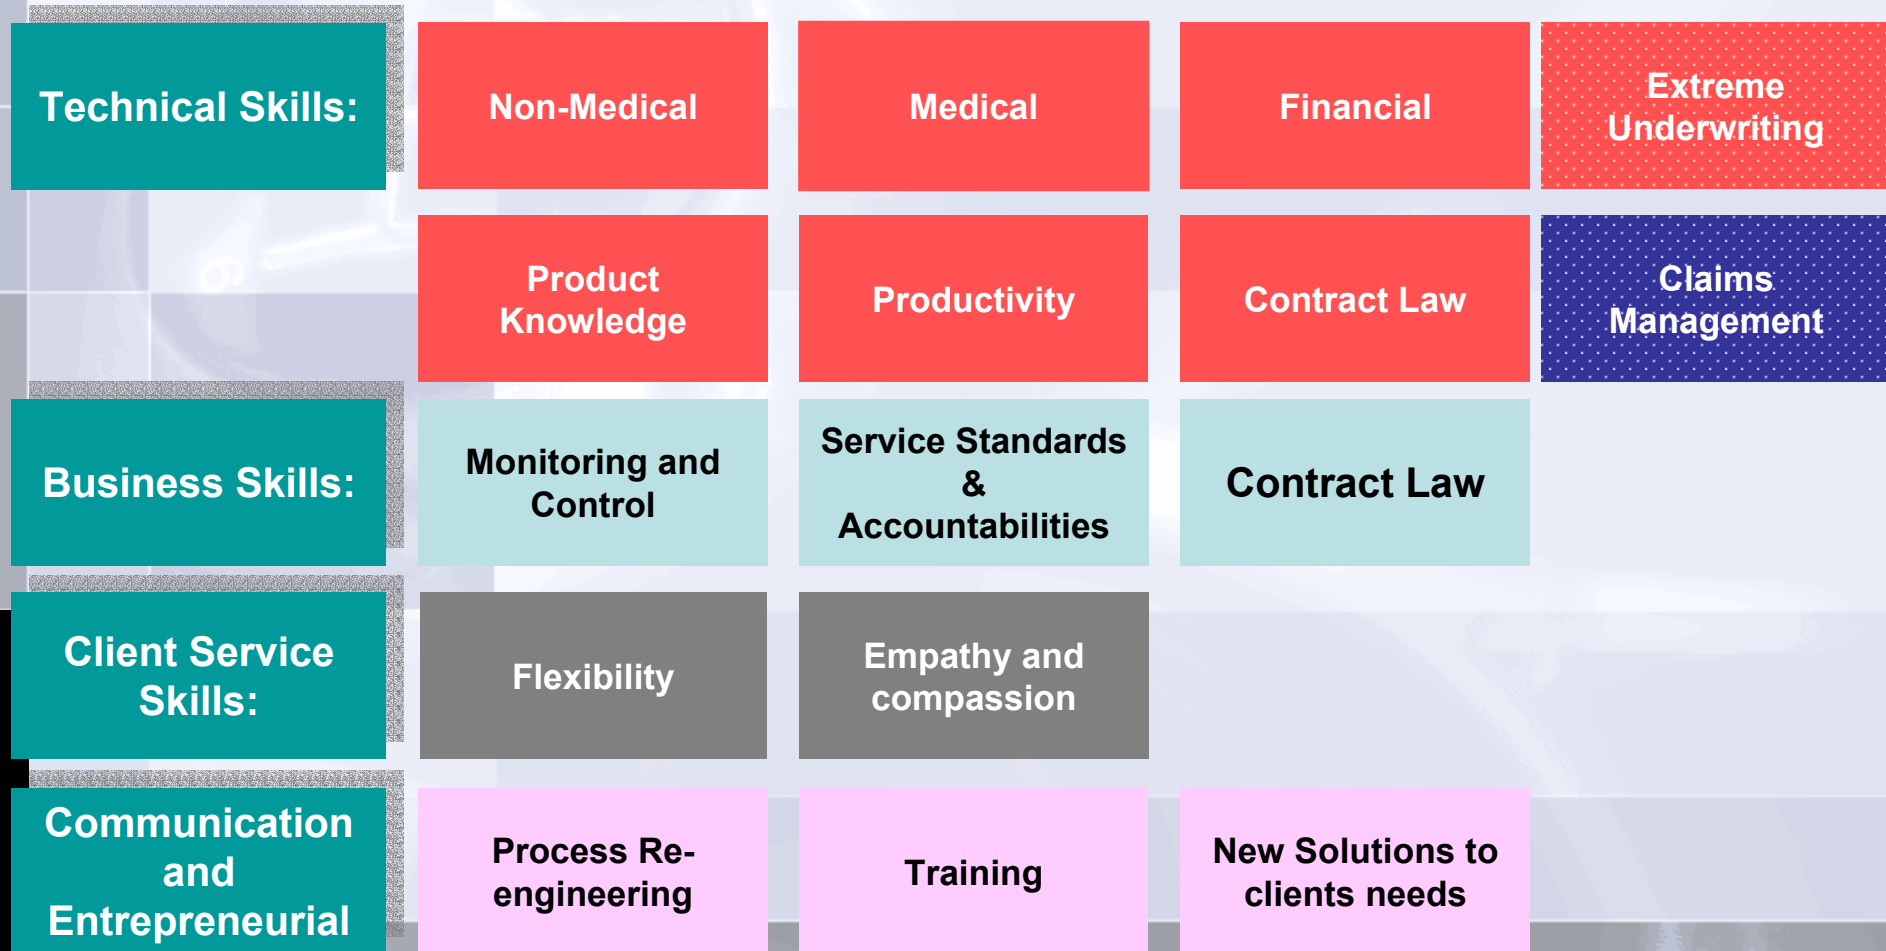 Technical Skills:
Non-Medical
Medical
Financial
Extreme
Underwriting
Product
Knowledge
Productivity
Contract Law
Claims
Management
Business Skills:
Monitoring and
Control
Service Standards
&
Accountabilities
Contract Law
Client Service
Skills:
Flexibility
Empathy and
compassion
Communication
and
Entrepreneurial
Process Re-
engineering
Training
New Solutions to
clients needs